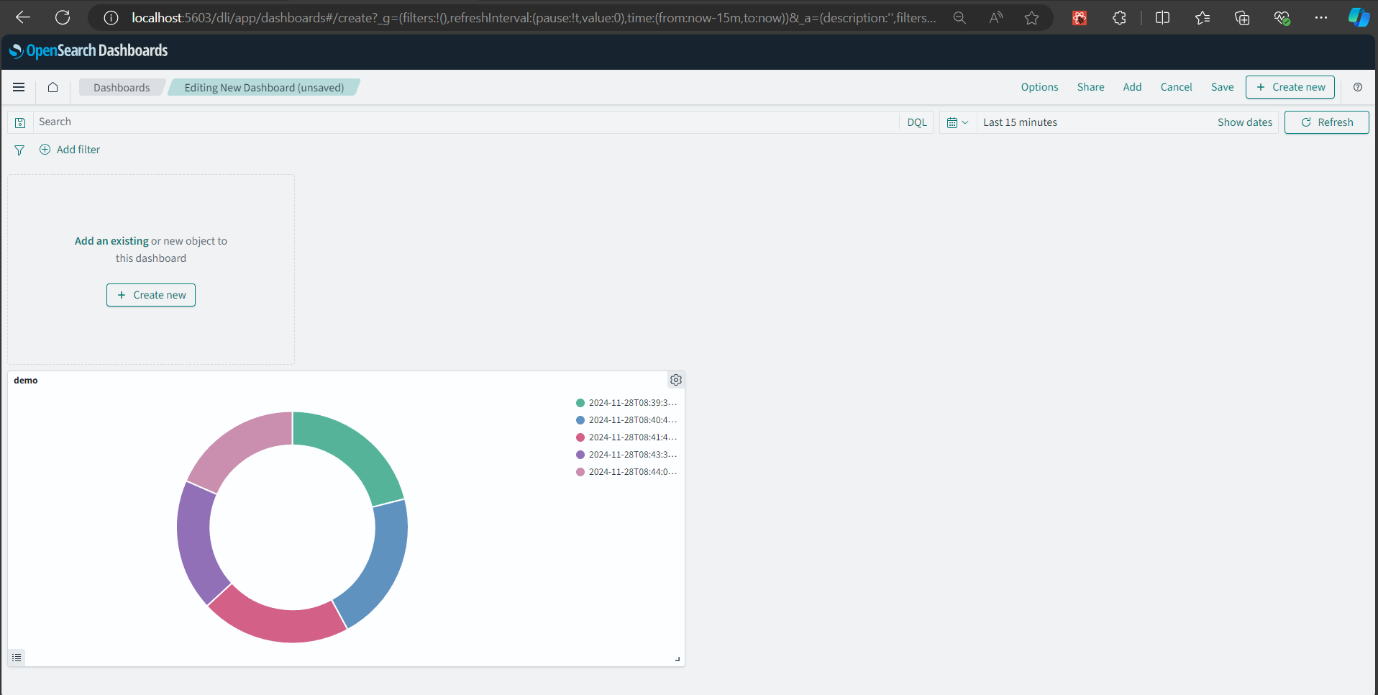 localhost:5603/dli/app/dashboards#/create?_g=(filters:!(),refreshInterval:(pause:!t,value:0),time:(from:now-15m,to:now))&_a=(description:'',filters...
OpenSearch Dashboards
Dashboards Editing New Dashboard (unsaved) Options Share Add Cancel Save + Create new
Search DQL Last 15 minutes Show dates Refresh
Add filter
Add an existing or new object to
this dashboard
+ Create new
demo
2024-11-28T08:39:3...
2024-11-28T08:40:4...
2024-11-28T08:41:4...
2024-11-28T08:43:3...
2024-11-28T08:44:0...